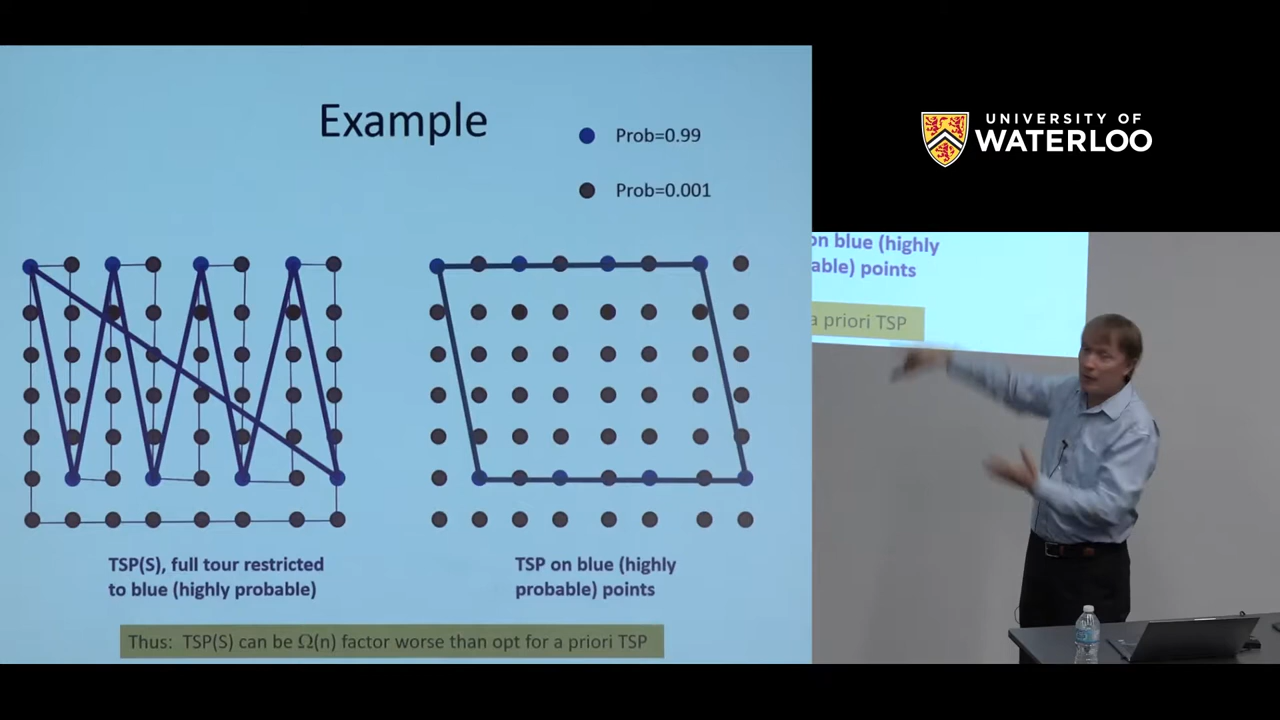 Example
Prob=0.99
Prob=0.001
TSP(S), full tour restricted
to blue (highly probable)
TSP on blue (highly
probable) points
Thus: TSP(S) can be Ω(n) factor worse than opt for a priori TSP
UNIVERSITY OF
WATERLOO
on blue (highly
able) points
a priori TSP